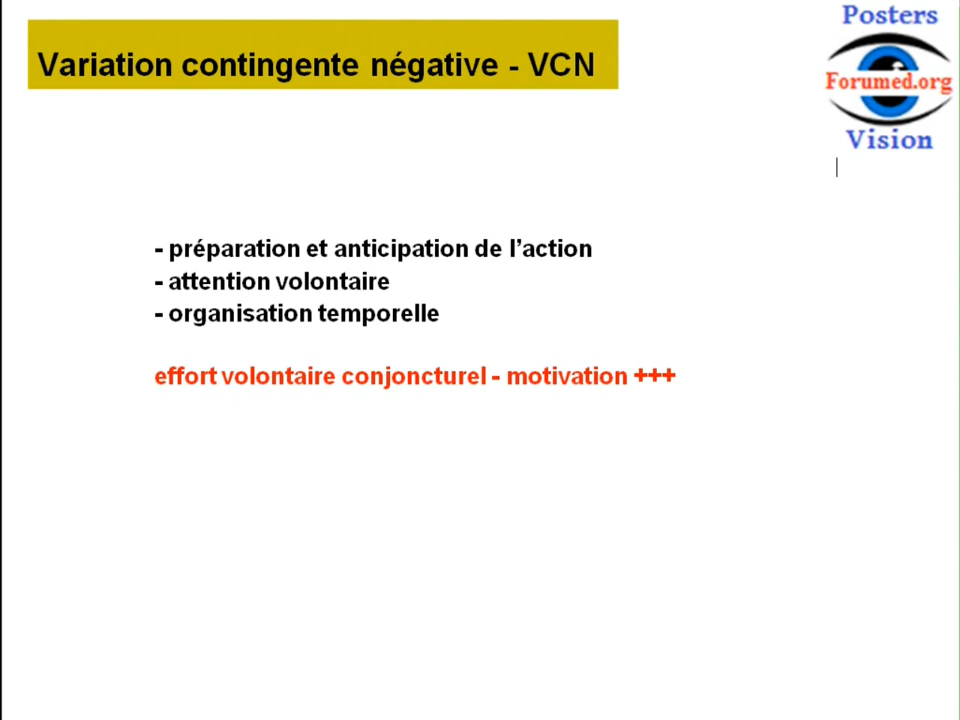 Variation contingente négative - VCN
Posters
Forumed.org
Vision
- préparation et anticipation de l'action
- attention volontaire
- organisation temporelle
effort volontaire conjoncturel - motivation +++